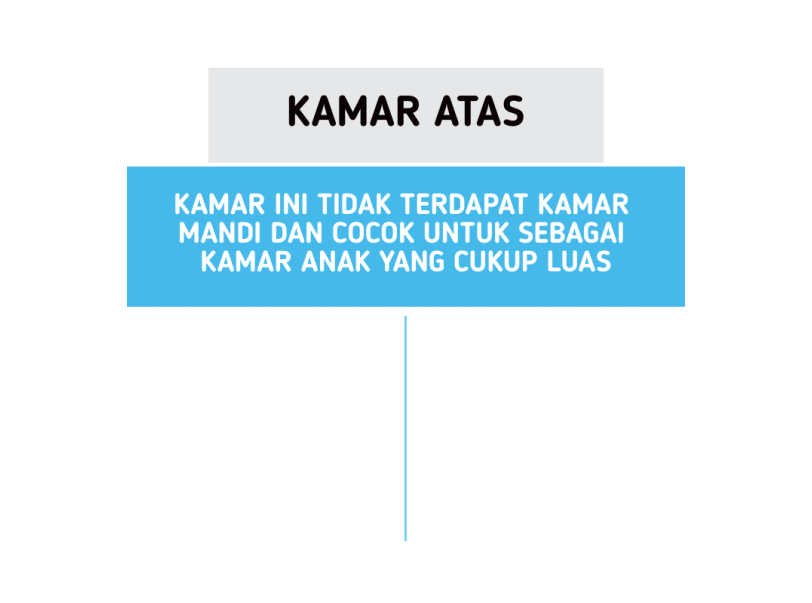 KAMAR ATAS
KAMAR INI TIDAK TERDAPAT KAMAR
MANDI DAN COCOK UNTUK SEBAGAI
KAMAR ANAK YANG CUKUP LUAS